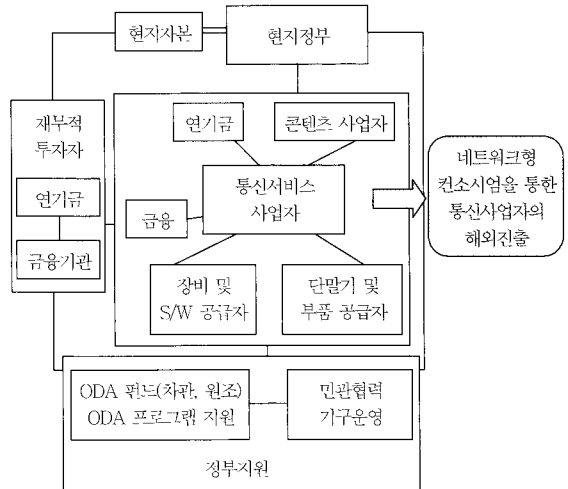 현지자본
현지정부
재무적
투자자
연기금
금융기관
연기금
콘텐츠 사업자
통신서비스
사업자
금융
장비 및
S/W 공급자
단말기 및
부품 공급자
네트워크형
컨소시엄을 통한
통신사업자의
해외진출
ODA 펀드(차관, 원조)
ODA 프로그램 지원
민관협력
기구운영
정부지원